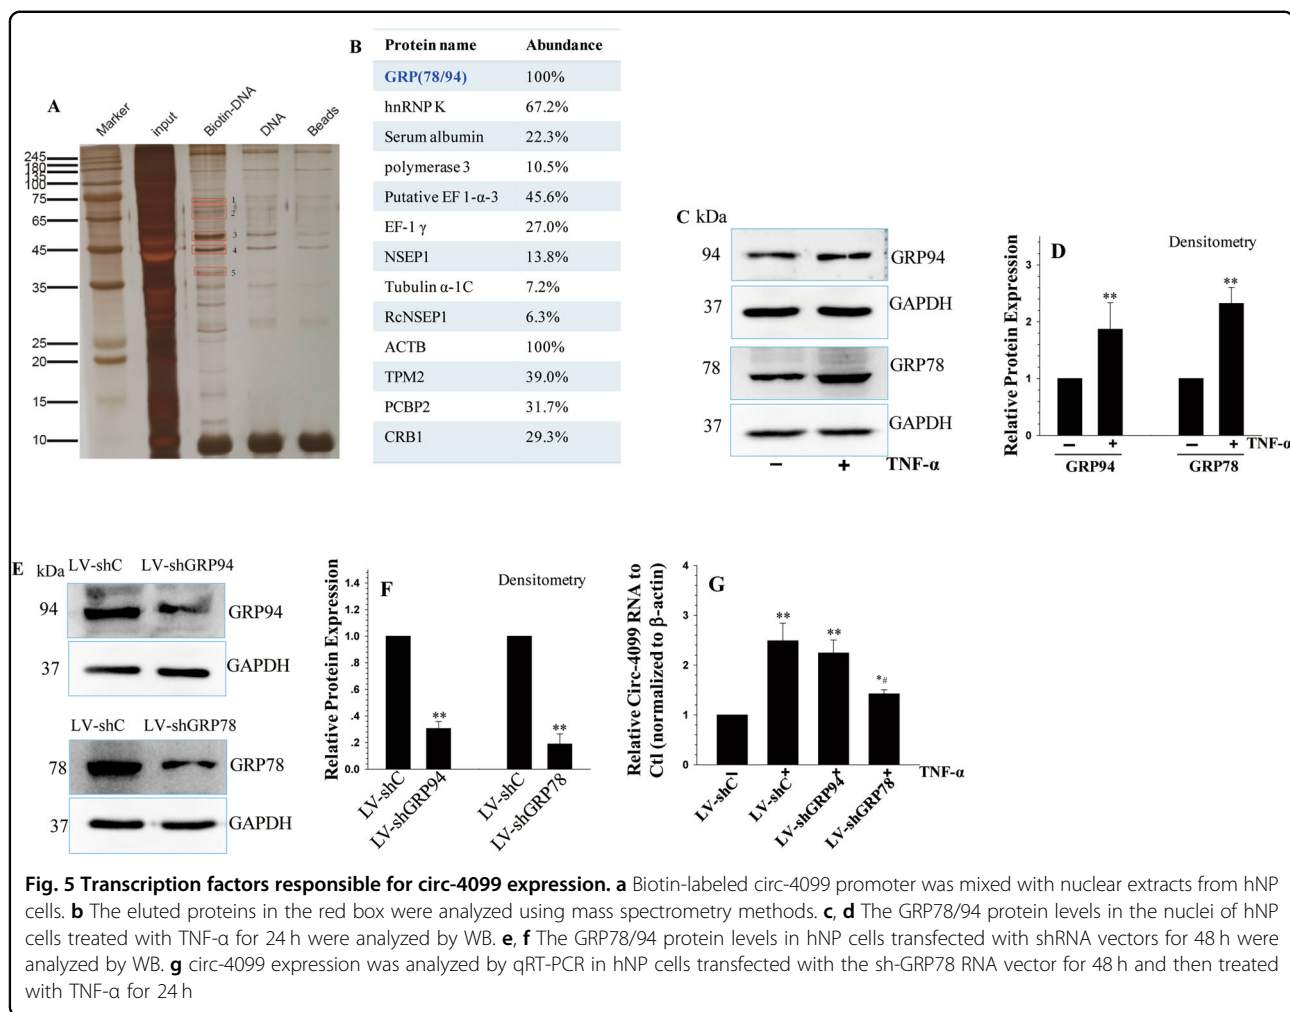 A
Marker
input
Biotin-DNA
DNA
Beads
245
180
135
100
75
65
45
35
25
20
15
10
1
2
3
4
5
B
Protein name Abundance
GRP(78/94) 100%
hnRNP K 67.2%
Serum albumin 22.3%
polymerase 3 10.5%
Putative EF 1-α-3 45.6%
EF-1 γ 27.0%
NSEP1 13.8%
Tubulin α-1C 7.2%
RcNSEP1 6.3%
ACTB 100%
TPM2 39.0%
PCBP2 31.7%
CRB1 29.3%
C kDa
94 GRP94
37 GAPDH
78 GRP78
37 GAPDH
− + TNF-α
D
Densitometry
Relative Protein Expression
3
2
1
0
** **
− + − + TNF-α
GRP94 GRP78
E kDa
LV-shC LV-shGRP94
94 GRP94
37 GAPDH
LV-shC LV-shGRP78
78 GRP78
37 GAPDH
F
Densitometry
Relative Protein Expression
1.4
1.0
.8
.6
.4
.2
0.0
** **
LV-shC
LV-shGRP94
LV-shC
LV-shGRP78
G
Relative Circ-4099 RNA to
Ctl (normalized to β-actin)
4
3
2
1
0
** ** *#
− + + + TNF-α
LV-shC
LV-shC
LV-shGRP94
LV-shGRP78
Fig. 5 Transcription factors responsible for circ-4099 expression. a Biotin-labeled circ-4099 promoter was mixed with nuclear extracts from hNP
cells. b The eluted proteins in the red box were analyzed using mass spectrometry methods. c, d The GRP78/94 protein levels in the nuclei of hNP
cells treated with TNF-α for 24 h were analyzed by WB. e, f The GRP78/94 protein levels in hNP cells transfected with shRNA vectors for 48 h were
analyzed by WB. g circ-4099 expression was analyzed by qRT-PCR in hNP cells transfected with the sh-GRP78 RNA vector for 48 h and then treated
with TNF-α for 24 h